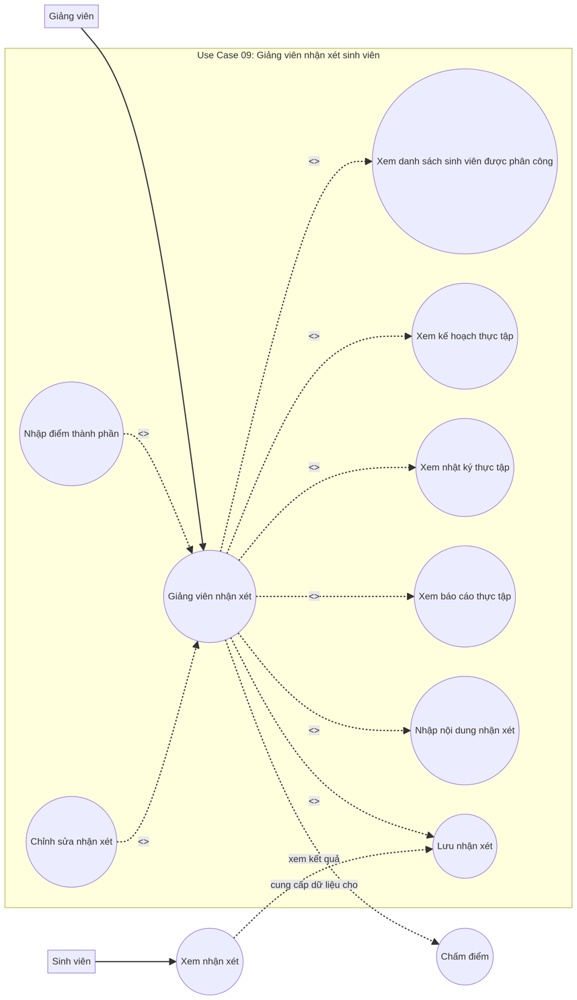 Giảng viên
Use Case 09: Giảng viên nhận xét sinh viên
<>
Xem danh sách sinh viên được phân công
<>
Xem kế hoạch thực tập
Nhập điểm thành phần
<>
<>
Xem nhật ký thực tập
Giảng viên nhận xét
<>
Xem báo cáo thực tập
<>
Nhập nội dung nhận xét
<>
Chỉnh sửa nhận xét
<>
Lưu nhận xét
xem kết quả
cung cấp dữ liệu cho
Sinh viên
Xem nhận xét
Chấm điểm